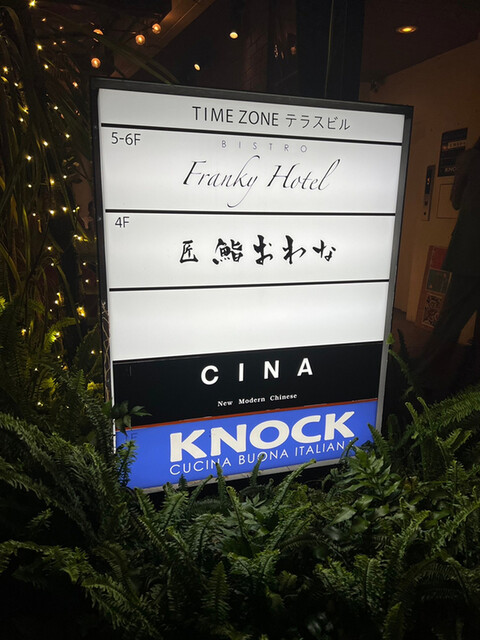 TIME ZONE テラスビル
5-6F
BISTRO
Franky Hotel
4F
匠 鮨 おわな
CINA
New Modern Chinese
KNOCK
CUCINA BUONA ITALIAN